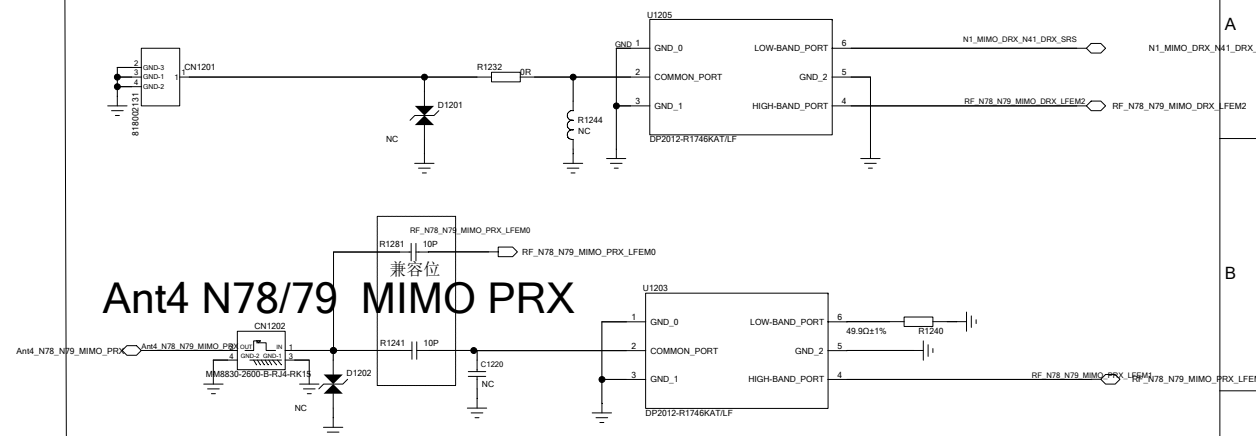 U1205
A
GND 1 GND_0 LOW-BAND_PORT 6 N1_MIMO_DRX_N41_DRX_SRS N1_MIMO_DRX_N41_DRX_
2 GND-3 CN1201
3 GND-1 1 1
4 GND-2
818002131
R1232 0R
2 COMMON_PORT GND_2 5
D1201
NC
R1244
NC
3 GND_1 HIGH-BAND_PORT 4 RF_N78_N79_MIMO_DRX_LFEM2 RF_N78_N79_MIMO_DRX_LFEM2
DP2012-R1746KAT/LF
RF_N78_N79_MIMO_PRX_LFEM0
R1281 10P RF_N78_N79_MIMO_PRX_LFEM0
兼容位
B
Ant4 N78/79 MIMO PRX
U1203
1 GND_0 LOW-BAND_PORT 6 49.9Ω±1% R1240
CN1202
Ant4_N78_N79_MIMO_PRX Ant4_N78_N79_MIMO_PRX OUT IN 1
4 GND-2 GND-1 3
MM8830-2600-B-RJ4-RK15
R1241 10P
2 COMMON_PORT GND_2 5
D1202
NC
C1220
NC
3 GND_1 HIGH-BAND_PORT 4 RF_N78_N79_MIMO_PRX_LFEM1 RF_N78_N79_MIMO_PRX_LFEM
DP2012-R1746KAT/LF